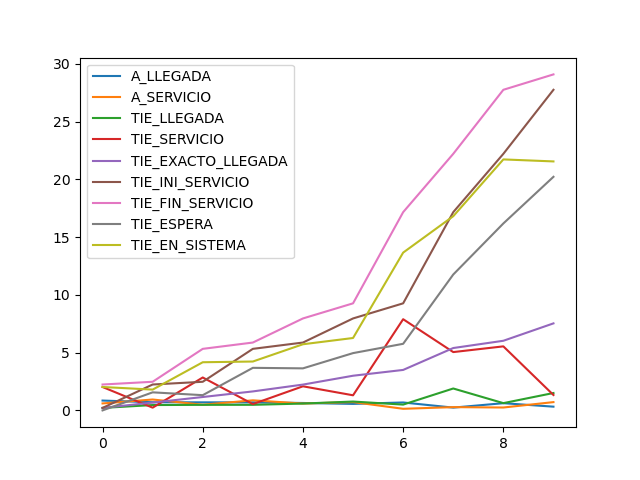 30
25
20
15
10
5
0
A_LLEGADA
A_SERVICIO
TIE_LLEGADA
TIE_SERVICIO
TIE_EXACTO_LLEGADA
TIE_INI_SERVICIO
TIE_FIN_SERVICIO
TIE_ESPERA
TIE_EN_SISTEMA
0 2 4 6 8